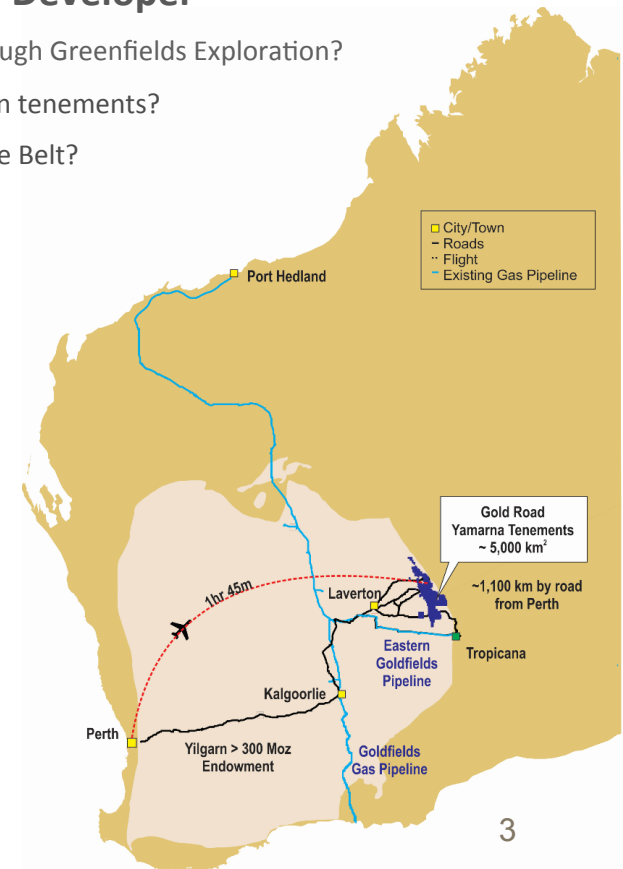 Developer
ugh Greenfields Exploration?
n tenements?
e Belt?
City/Town
Roads
Flight
Existing Gas Pipeline
Port Hedland
Gold Road
Yamarna Tenements
~ 5,000 km²
1hr 45m
Laverton
~1,100 km by road
from Perth
Eastern
Goldfields
Pipeline
Tropicana
Kalgoorlie
Perth
Yilgarn > 300 Moz
Endowment
Goldfields
Gas Pipeline
3